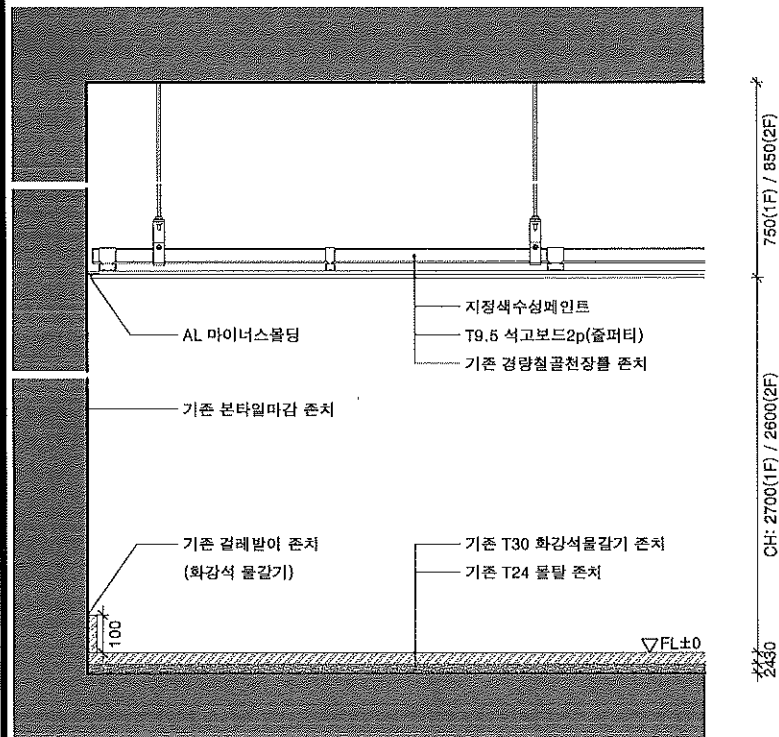 750(1F) / 850(2F)
지정색수성페인트
AL 마이너스몰딩
T9.5 석고보드2p(줄퍼티)
기존 경량철골천장틀 존치
기존 본타일마감 존치
CH: 2700(1F) / 2600(2F)
기존 걸레받이 존치
(화강석 물갈기)
기존 T30 화강석물갈기 존치
기존 T24 몰탈 존치
100
FL±0
2430